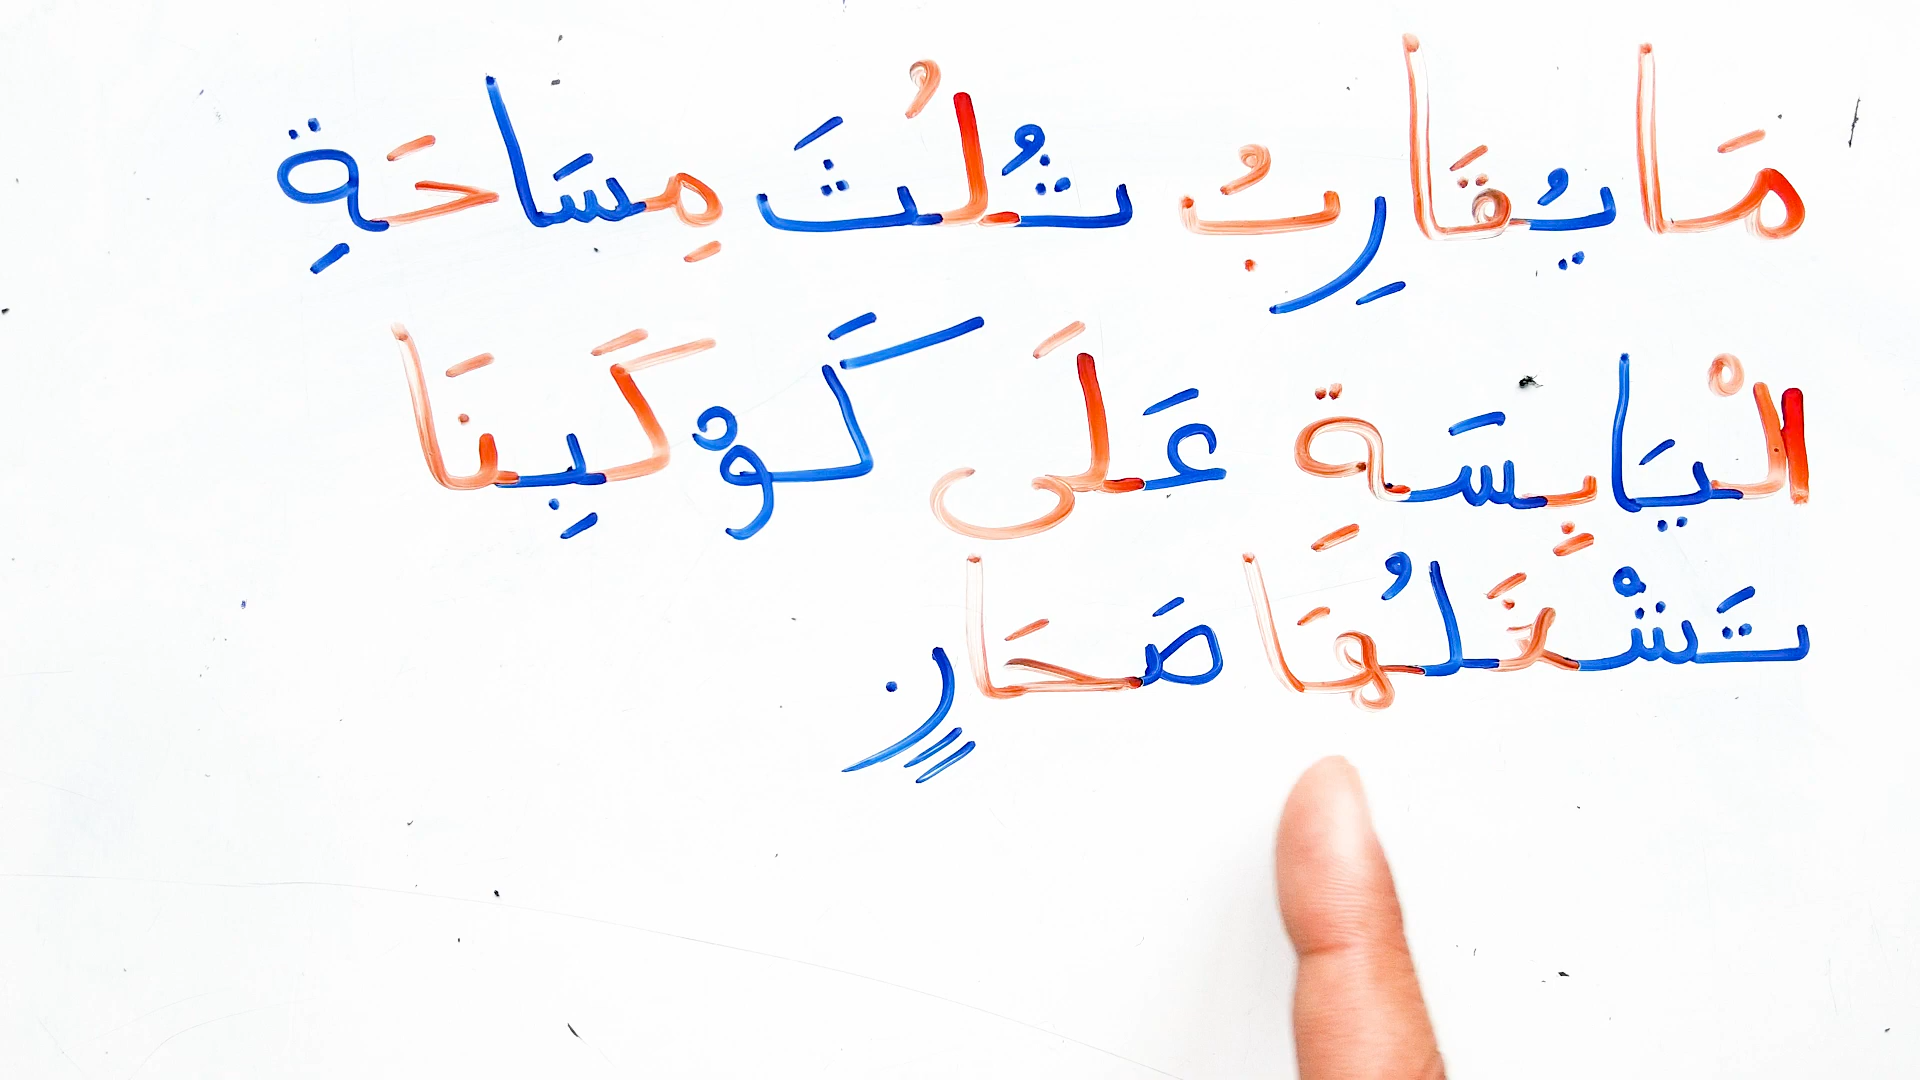 مَا يُقَارِبُ ثُلُثَ مِسَاحَةِ
الْيَابِسَةِ عَلَى كَوْكَبِنَا
تَشْغَلُهَا صَحَارٍ.